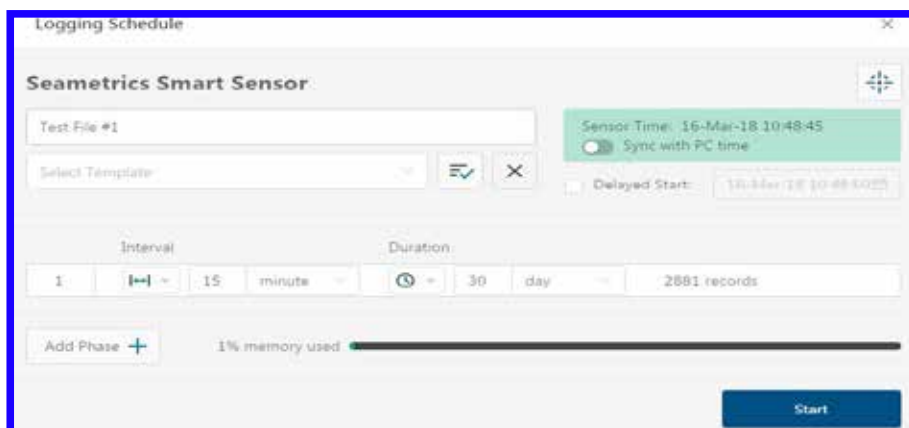 Logging Schedule
Seametrics Smart Sensor
Test File #1
Sensor Time: 16-Mar-18 10:48:45
Sync with PC time
Select Template
Delayed Start:
Interval Duration
1 15 minute 30 day 2881 records
Add Phase 1% memory used
Start